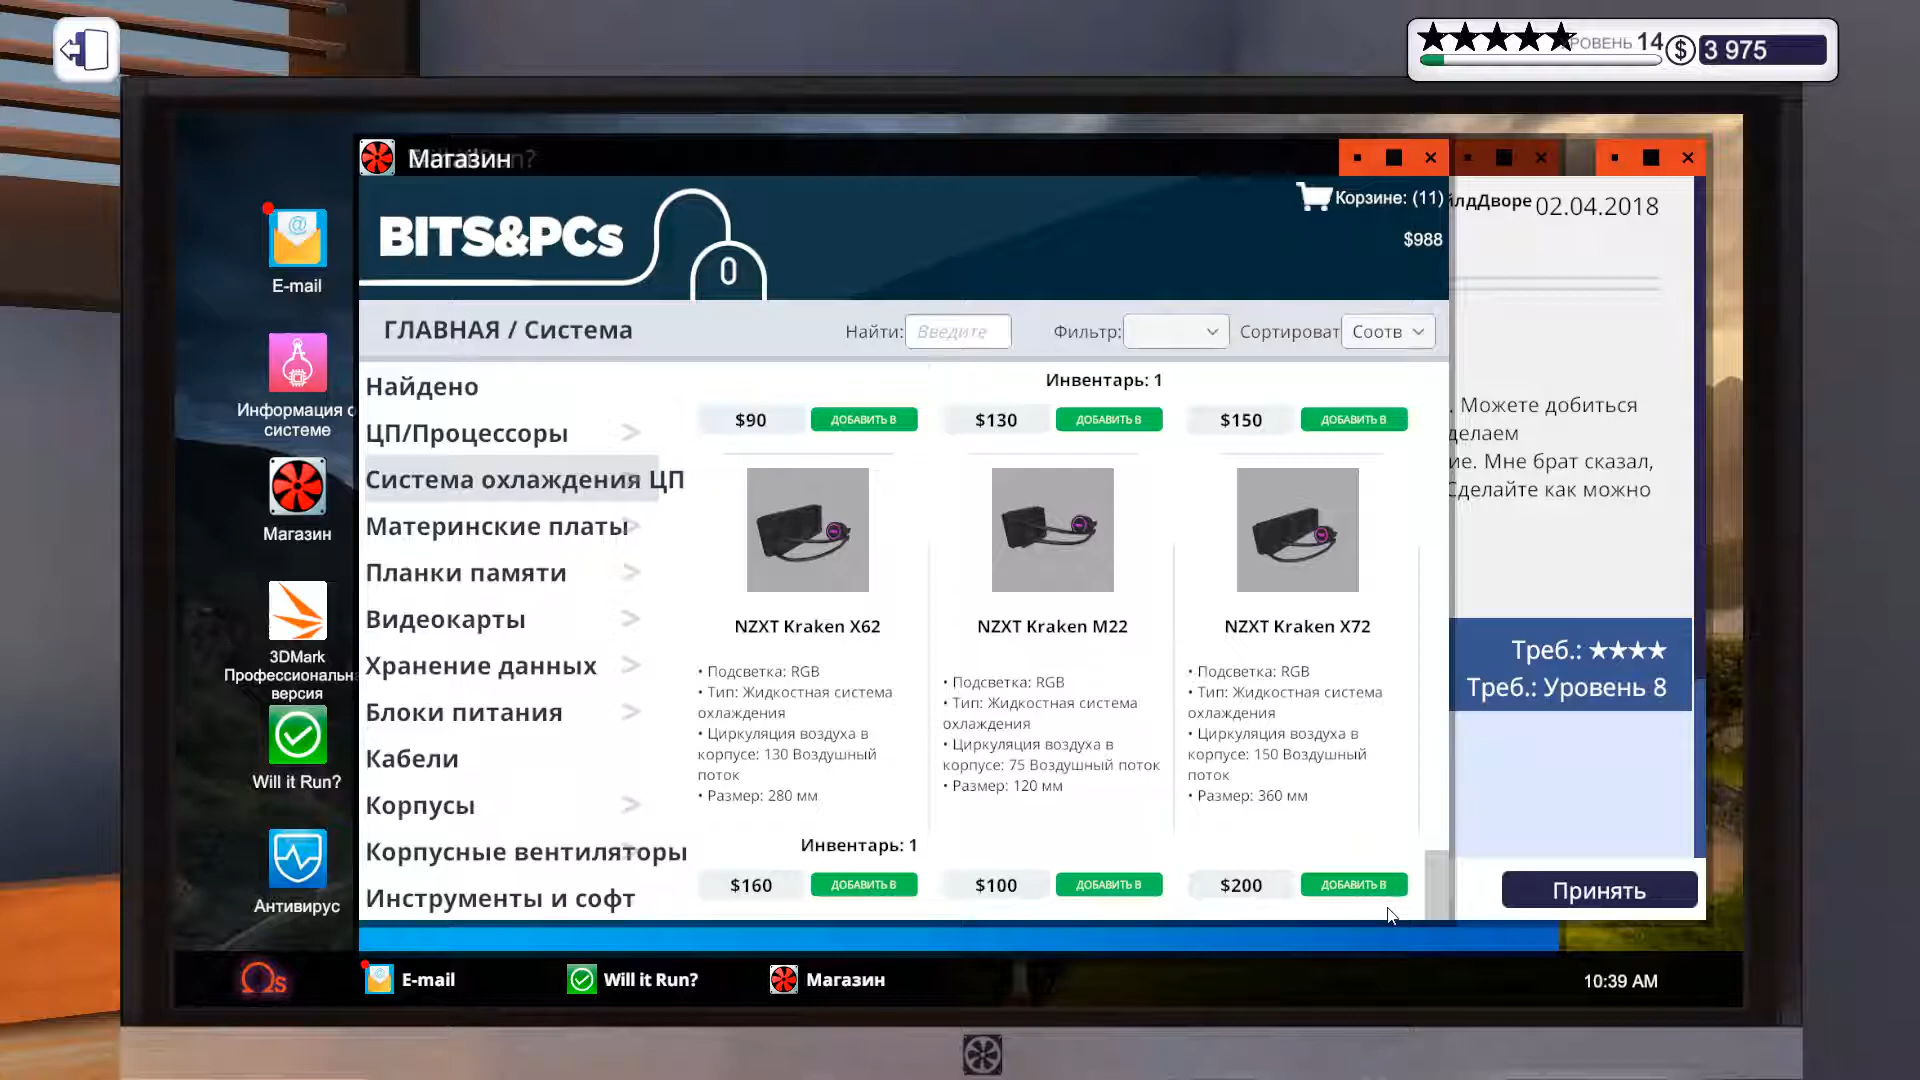 УРОВЕНЬ 14
$ 3 975
Магазин
BITS&PCs
Корзине: (11)
$988
йлдДворе 02.04.2018
ГЛАВНАЯ / Система
Найти: Введите
Фильтр:
Сортироват Соотв
E-mail
Информация о
системе
Магазин
3DMark
Профессиональна
версия
Will it Run?
Антивирус
Найдено
ЦП/Процессоры >
Система охлаждения ЦП
Материнские платы >
Планки памяти >
Видеокарты >
Хранение данных >
Блоки питания >
Кабели
Корпусы >
Корпусные вентиляторы
Инструменты и софт
Инвентарь: 1
$90 ДОБАВИТЬ В
$130 ДОБАВИТЬ В
$150 ДОБАВИТЬ В
NZXT Kraken X62
• Подсветка: RGB
• Тип: Жидкостная система
охлаждения
• Циркуляция воздуха в
корпусе: 130 Воздушный
поток
• Размер: 280 мм
Инвентарь: 1
$160 ДОБАВИТЬ В
NZXT Kraken M22
• Подсветка: RGB
• Тип: Жидкостная система
охлаждения
• Циркуляция воздуха в
корпусе: 75 Воздушный поток
• Размер: 120 мм
$100 ДОБАВИТЬ В
NZXT Kraken X72
• Подсветка: RGB
• Тип: Жидкостная система
охлаждения
• Циркуляция воздуха в
корпусе: 150 Воздушный
поток
• Размер: 360 мм
$200 ДОБАВИТЬ В
. Можете добиться
делаем
ие. Мне брат сказал,
Сделайте как можно
Треб.: ★★★★
Треб.: Уровень 8
Принять
Ωs
E-mail
Will it Run?
Магазин
10:39 AM